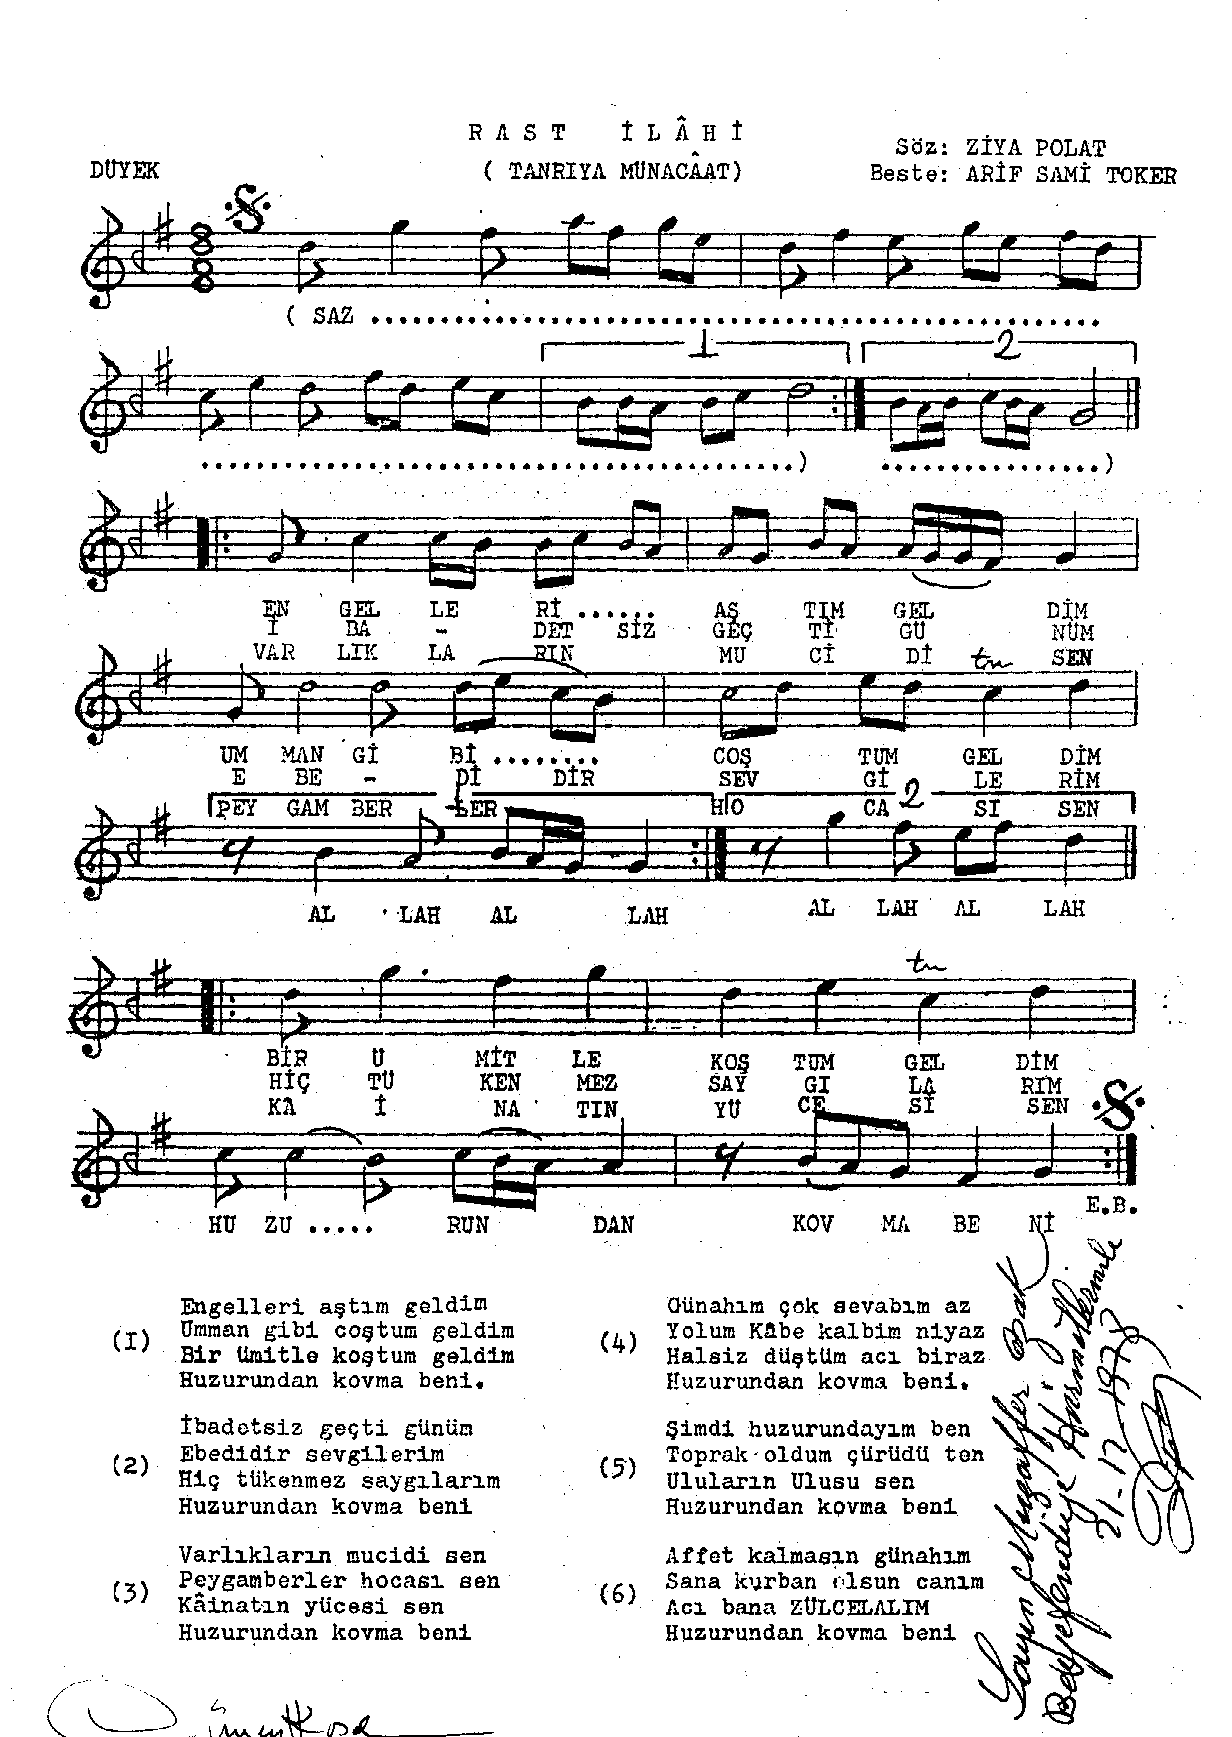 RAST İLÂHİ
DÜYEK
( TANRIYA MÜNACÂAT)
Söz: ZİYA POLAT
Beste: ARİF SAMİ TOKER
8
8
( SAZ ........................................
1 2
........................................) ....................)
EN GEL LE Rİ ...... AŞ TIM GEL DİM
İ BA - DET SİZ GEÇ Tİ GÜ NÜM
VAR LIK LA RIN MU Cİ Dİ SEN
tr
UM MAN Gİ Bİ ........ COŞ TUM GEL DİM
E BE - Dİ DİR SEV Gİ LE RİM
PEY GAM BER LER HO CA SI SEN
1 2
AL LAH AL LAH AL LAH AL LAH
tr
BİR Ü MİT LE KOŞ TUM GEL DİM
HİÇ TÜ KEN MEZ SAY GI LA RIM
KA İ NA TIN YÜ CE Sİ SEN
HU ZU ..... RUN DAN KOV MA BE Nİ
E.B.
(I)
Engelleri aştım geldim
Umman gibi coştum geldim
Bir ümitle koştum geldim
Huzurundan kovma beni.
(2)
İbadetsiz geçti günüm
Ebedidir sevgilerim
Hiç tükenmez saygılarım
Huzurundan kovma beni
(3)
Varlıkların mucidi sen
Peygamberler hocası sen
Kâinatın yücesi sen
Huzurundan kovma beni
(4)
Günahım çok sevabım az
Yolum Kâbe kalbim niyaz
Halsiz düştüm acı biraz
Huzurundan kovma beni.
(5)
Şimdi huzurundayım ben
Toprak oldum çürüdü ten
Uluların Ulusu sen
Huzurundan kovma beni
(6)
Affet kalmasın günahım
Sana kurban olsun canım
Acı bana ZÜLCELALIM
Huzurundan kovma beni
Sayın Muzaffer Bak
Beyefendiye Hürmetlerimle